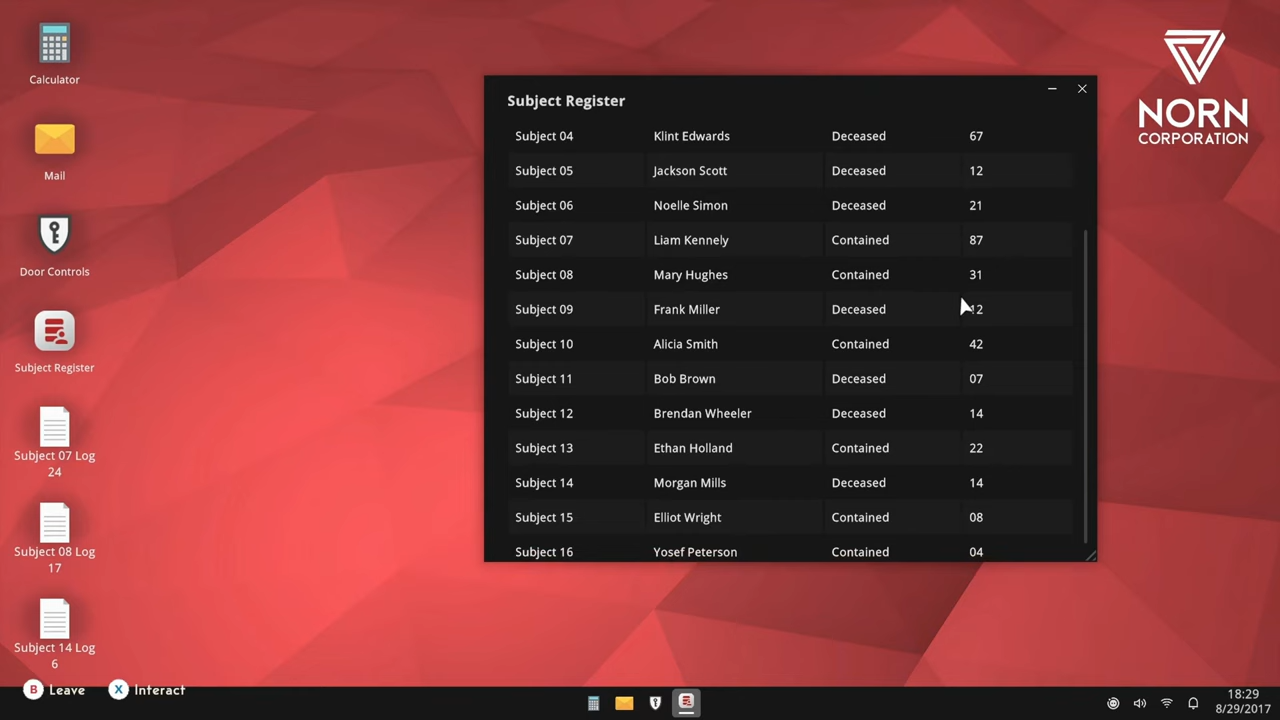 Calculator
Mail
Door Controls
Subject Register
Subject 07 Log
24
Subject 08 Log
17
Subject 14 Log
6
B Leave
X Interact
Subject Register
Subject 04 Klint Edwards Deceased 67
Subject 05 Jackson Scott Deceased 12
Subject 06 Noelle Simon Deceased 21
Subject 07 Liam Kennely Contained 87
Subject 08 Mary Hughes Contained 31
Subject 09 Frank Miller Deceased 12
Subject 10 Alicia Smith Contained 42
Subject 11 Bob Brown Deceased 07
Subject 12 Brendan Wheeler Deceased 14
Subject 13 Ethan Holland Contained 22
Subject 14 Morgan Mills Deceased 14
Subject 15 Elliot Wright Contained 08
Subject 16 Yosef Peterson Contained 04
NORN
CORPORATION
18:29
8/29/2017